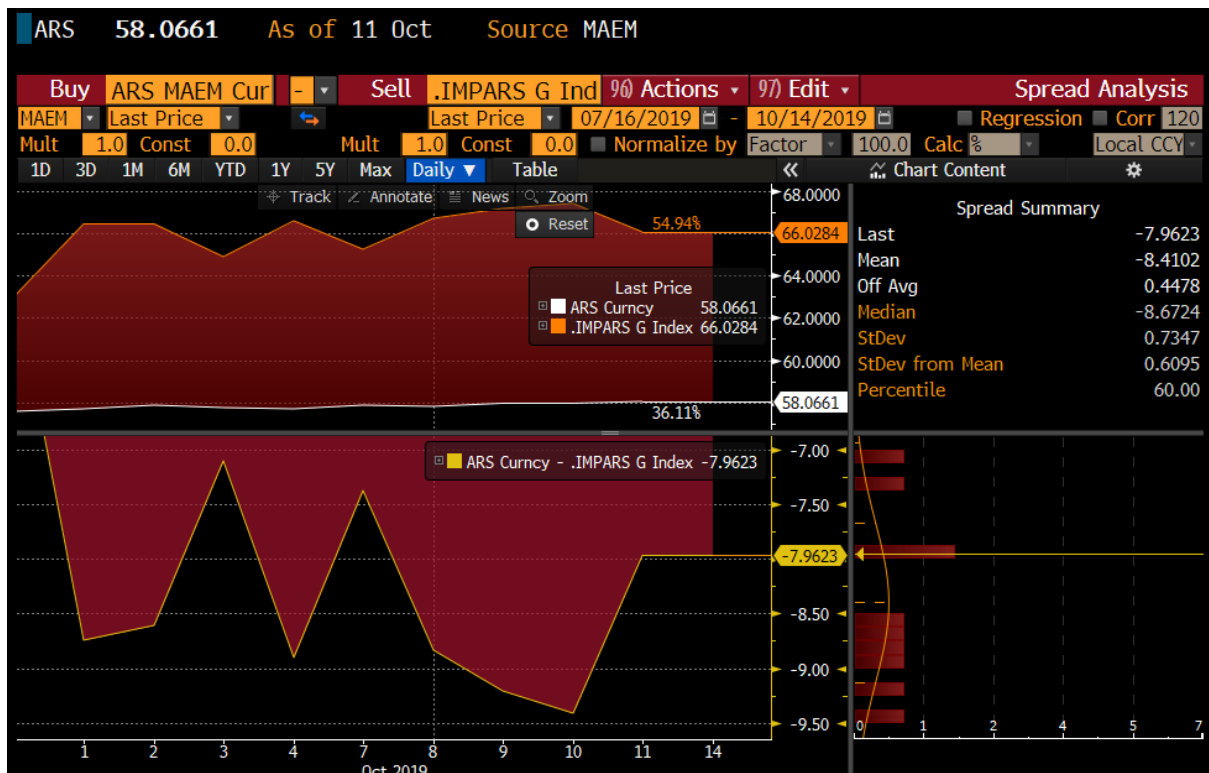 ARS 58.0661 As of 11 Oct Source MAEM
Buy ARS MAEM Cur - Sell .IMPARS G Ind 96) Actions 97) Edit Spread Analysis
MAEM Last Price Last Price 07/16/2019 - 10/14/2019 Regression Corr 120
Mult 1.0 Const 0.0 Mult 1.0 Const 0.0 Normalize by Factor 100.0 Calc % Local CCY
1D 3D 1M 6M YTD 1Y 5Y Max Daily ▼ Table « Chart Content
Track Annotate News Zoom
Reset
68.0000
54.94%
66.0284
64.0000
62.0000
60.0000
58.0661
36.11%
Last Price
ARS Curncy 58.0661
.IMPARS G Index 66.0284
Spread Summary
Last -7.9623
Mean -8.4102
Off Avg 0.4478
Median -8.6724
StDev 0.7347
StDev from Mean 0.6095
Percentile 60.00
ARS Curncy - .IMPARS G Index -7.9623
-7.00
-7.50
-7.9623
-8.50
-9.00
-9.50
0 1 2 4 5 7
1 2 3 4 7 8 9 10 11 14
Oct 2019